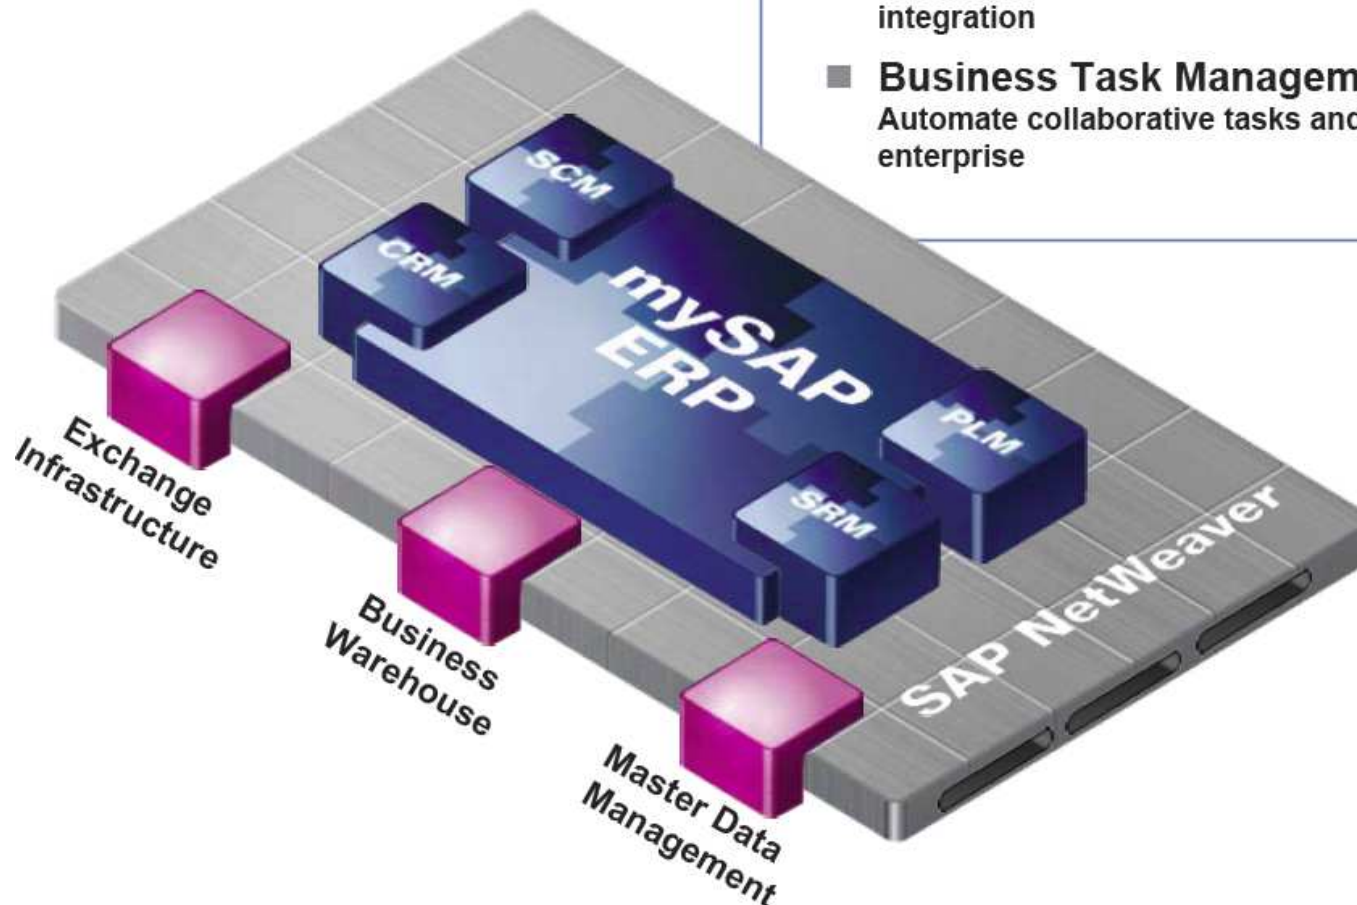 integration
■ Business Task Managem
Automate collaborative tasks and
enterprise
SCM
CRM
mySAP
ERP
PLM
SRM
SAP NetWeaver
Exchange
Infrastructure
Business
Warehouse
Master Data
Management